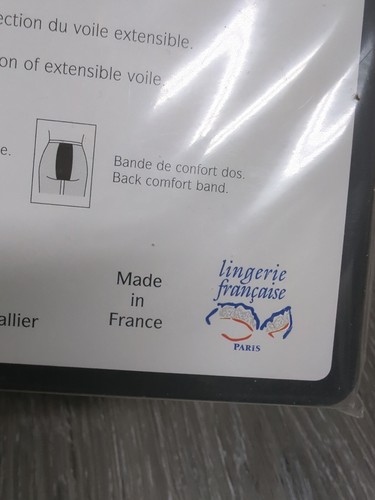 ection du voile extensible.
on of extensible voile.
e.
Bande de confort dos.
Back comfort band.
Made
in
France
allier
lingerie
française
PARIS